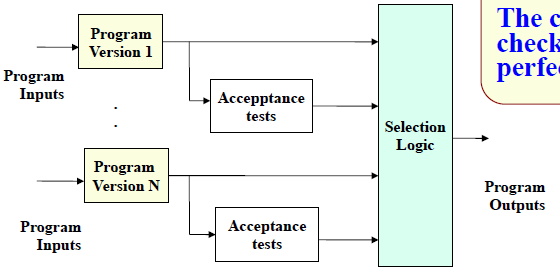 Program
Version 1
Program
Inputs
.
.
Accepptance
tests
Program
Version N
Program
Inputs
Acceptance
tests
Selection
Logic
Program
Outputs
The
check